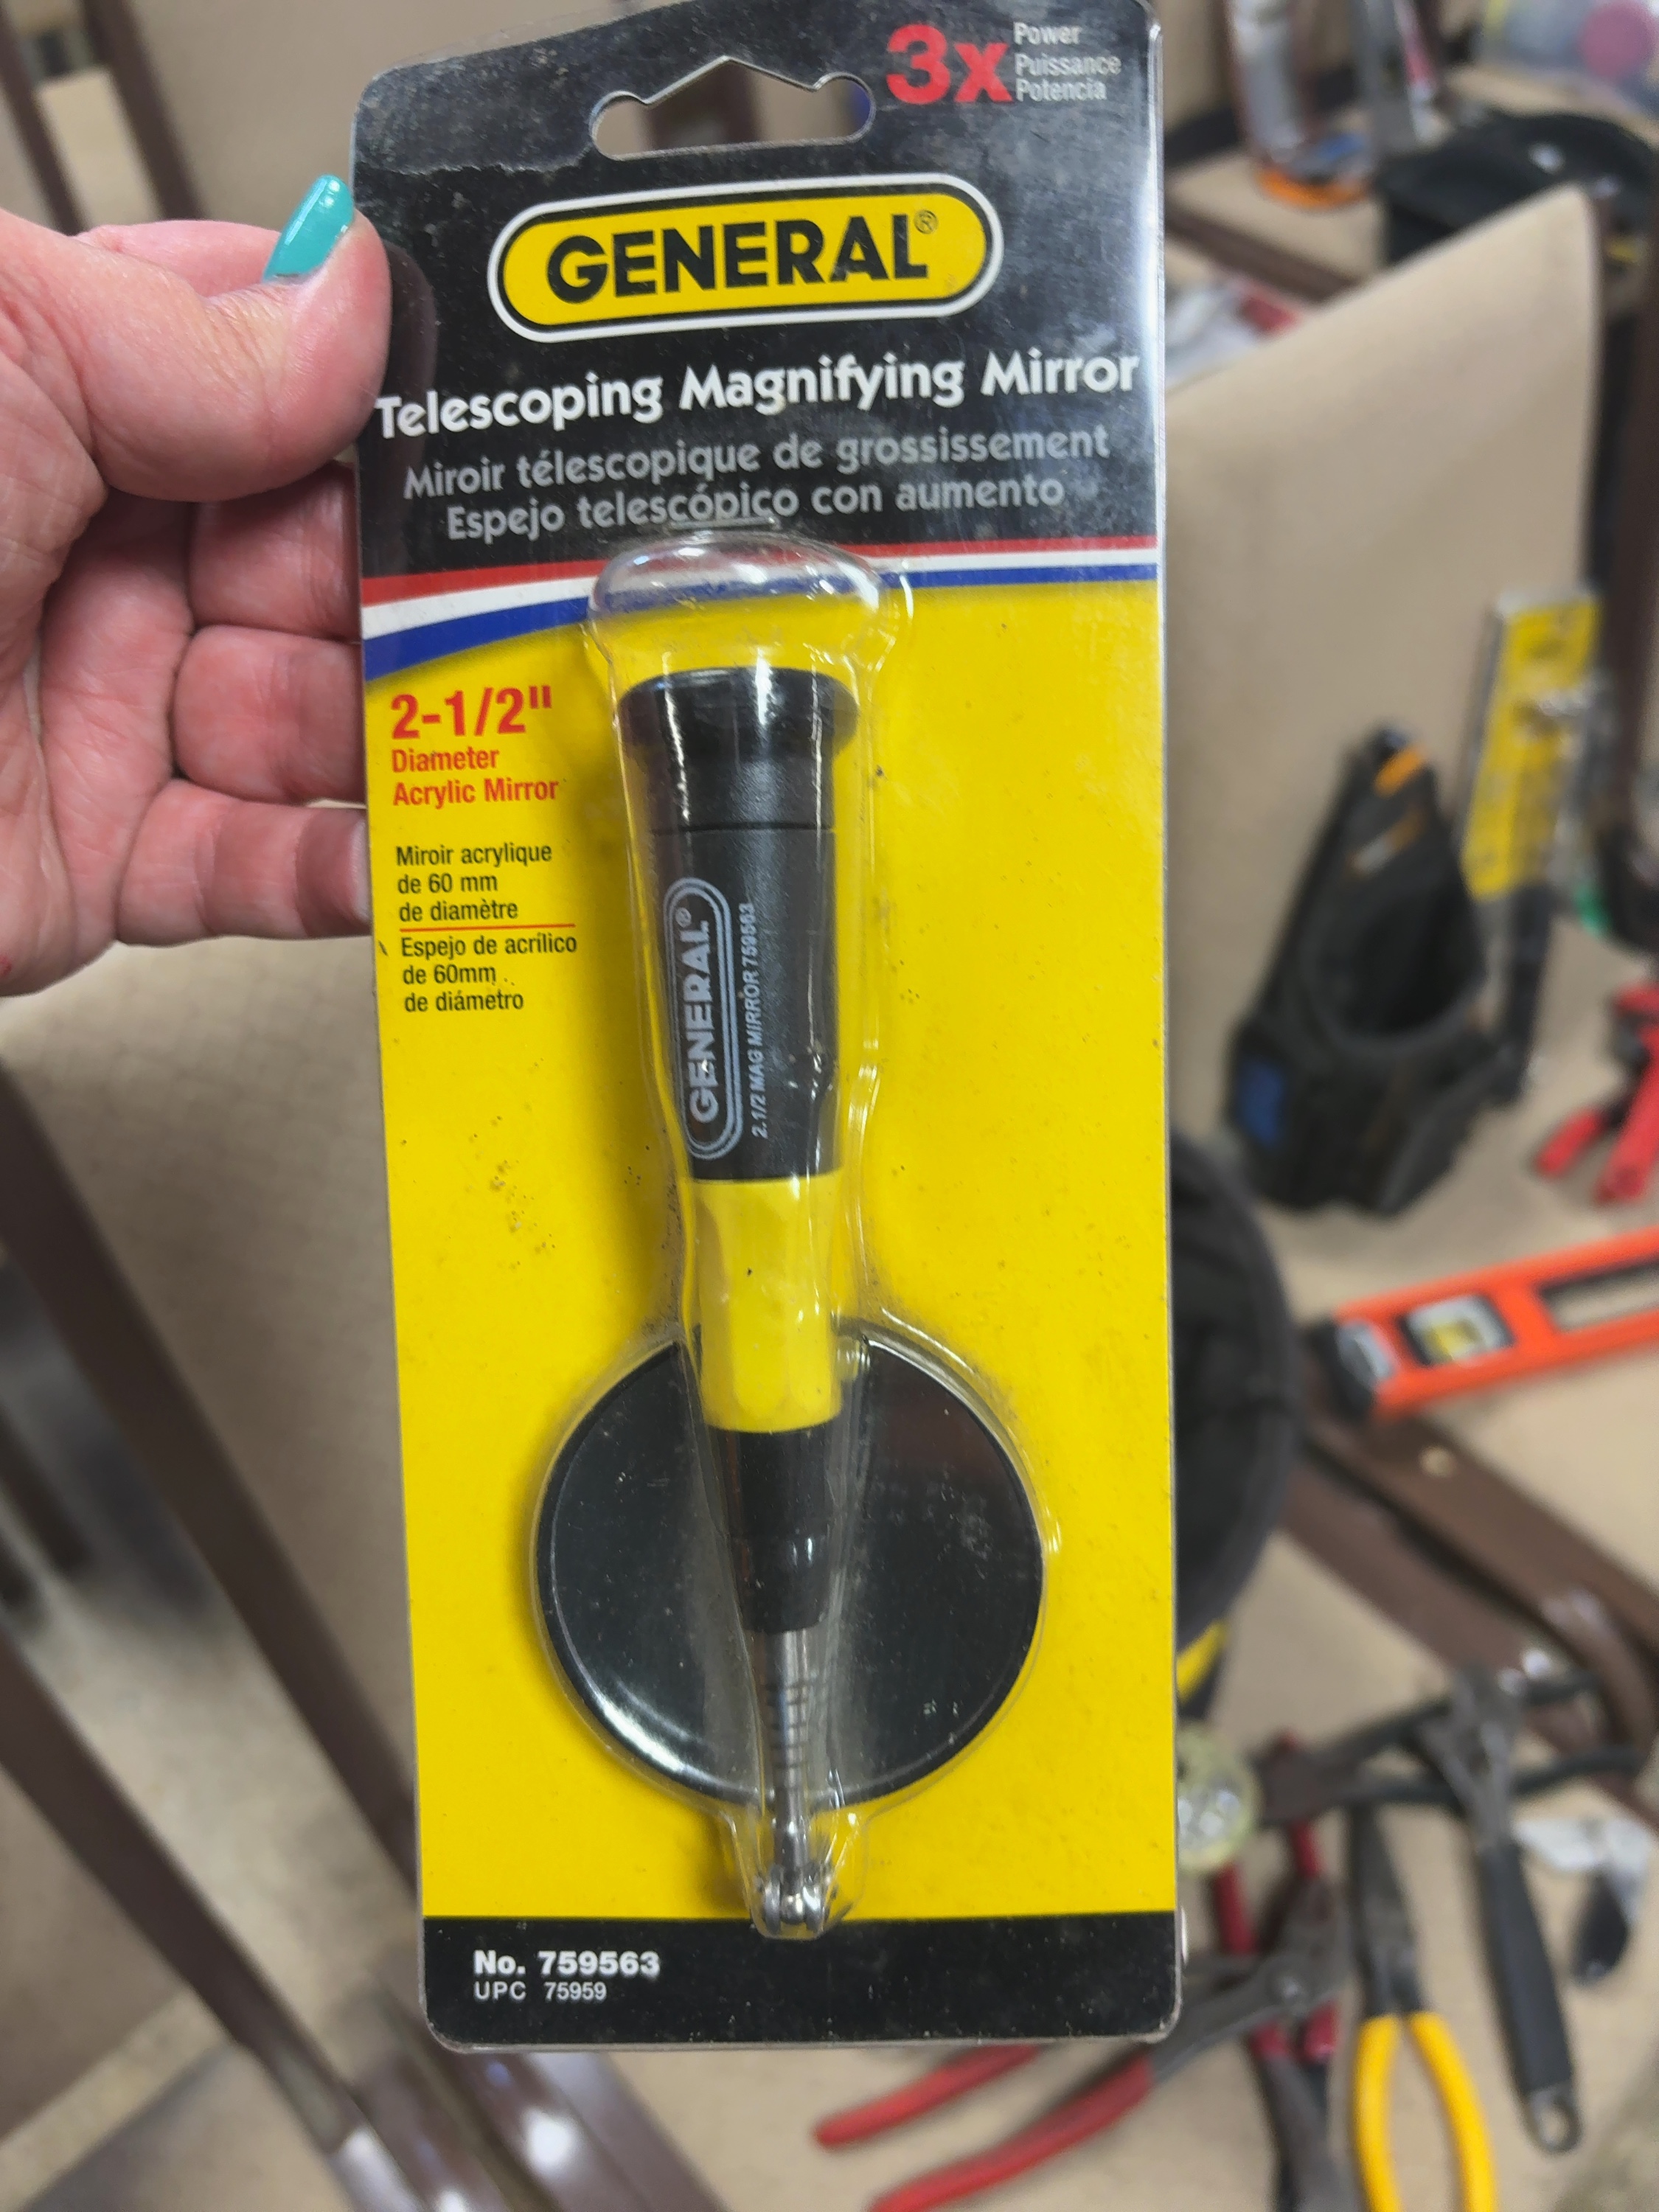 3x
Power
Puissance
Potencia
GENERAL®
Telescoping Magnifying Mirror
Miroir télescopique de grossissement
Espejo telescópico con aumento
2-1/2"
Diameter
Acrylic Mirror
Miroir acrylique
de 60 mm
de diamètre
Espejo de acrílico
de 60mm
de diámetro
GENERAL®
2.1/2 MAG MIRROR 759563
No. 759563
UPC 75959